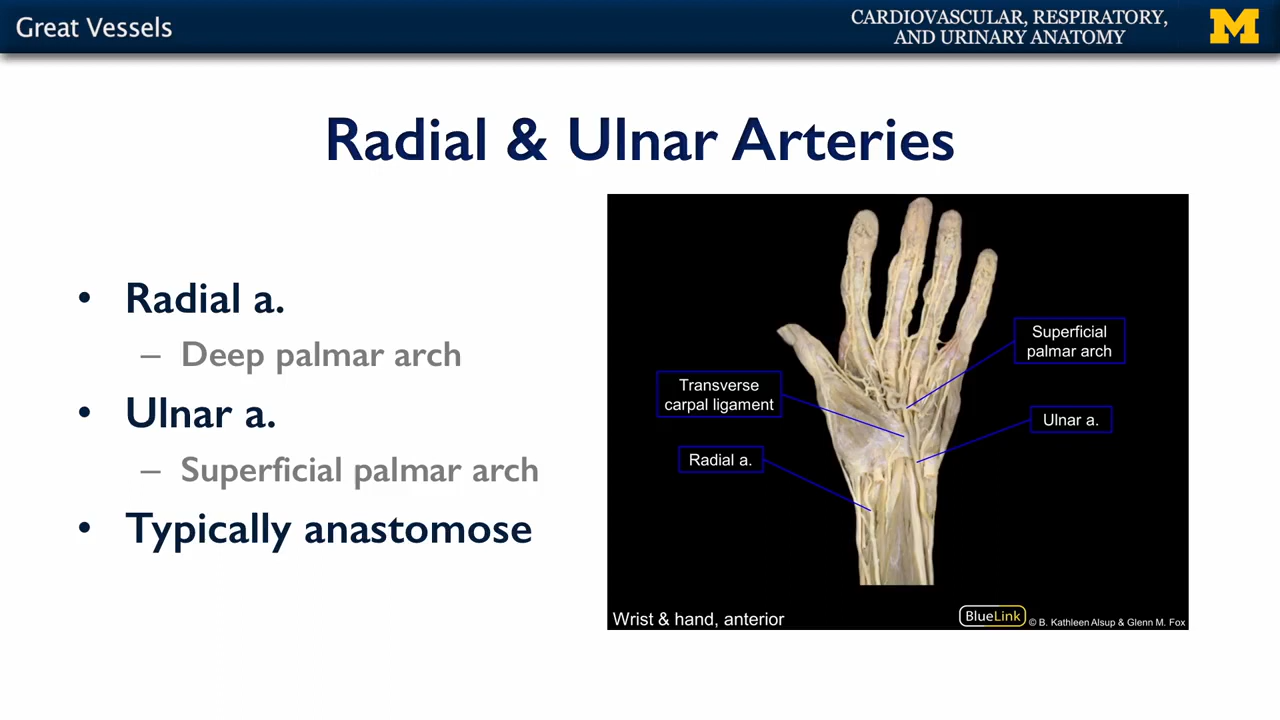 Great Vessels
CARDIOVASCULAR, RESPIRATORY,
AND URINARY ANATOMY
M
Radial & Ulnar Arteries
• Radial a.
– Deep palmar arch
• Ulnar a.
– Superficial palmar arch
• Typically anastomose
Superficial
palmar arch
Transverse
carpal ligament
Ulnar a.
Radial a.
Wrist & hand, anterior
BlueLink
© B. Kathleen Alsup & Glenn M. Fox